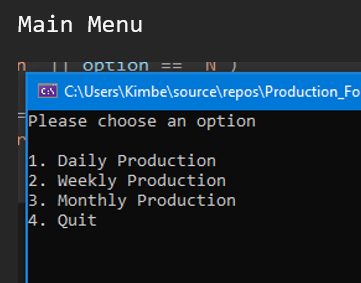 Main Menu
n || option == 'N')
C:\Users\Kimbe\source\repos\Production_Fo
Please choose an option
1. Daily Production
2. Weekly Production
3. Monthly Production
4. Quit